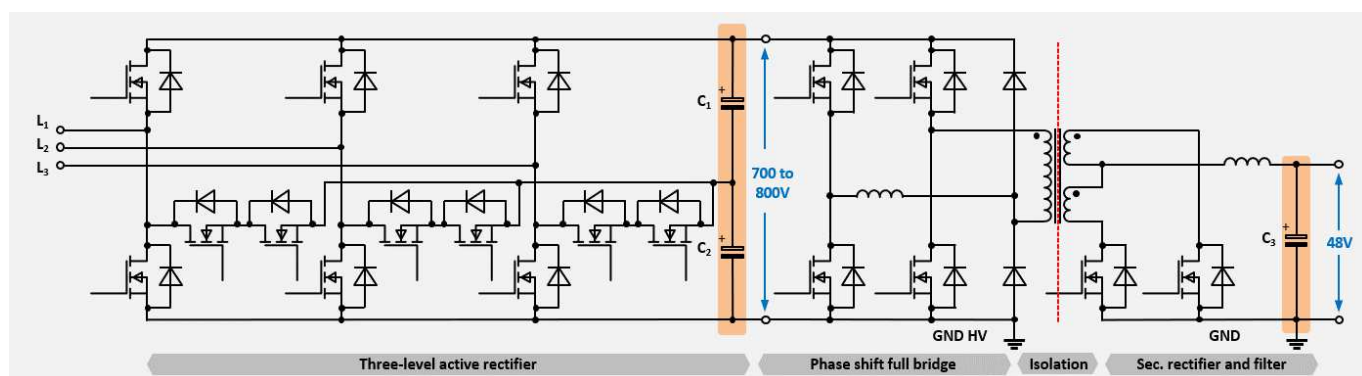 L1
L2
L3
+
C1
+
C2
700 to
800V
+
C3
48V
GND HV
GND
Three-level active rectifier
Phase shift full bridge
Isolation
Sec. rectifier and filter